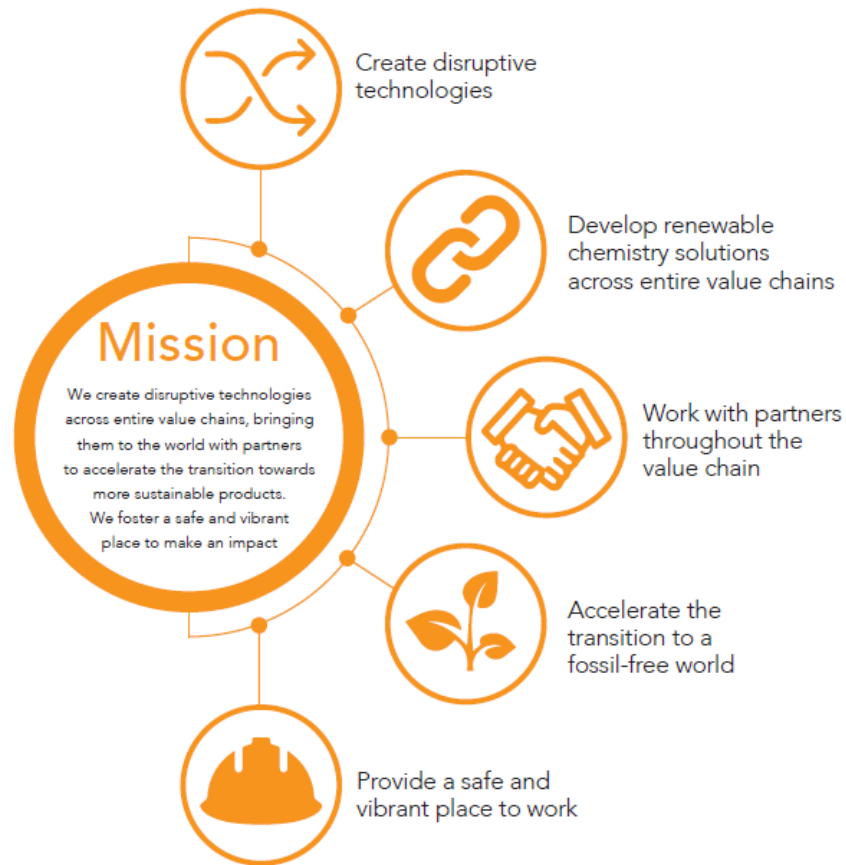 Create disruptive
technologies
Develop renewable
chemistry solutions
across entire value chains
Mission
We create disruptive technologies
across entire value chains, bringing
them to the world with partners
to accelerate the transition towards
more sustainable products.
We foster a safe and vibrant
place to make an impact
Work with partners
throughout the
value chain
Accelerate the
transition to a
fossil-free world
Provide a safe and
vibrant place to work